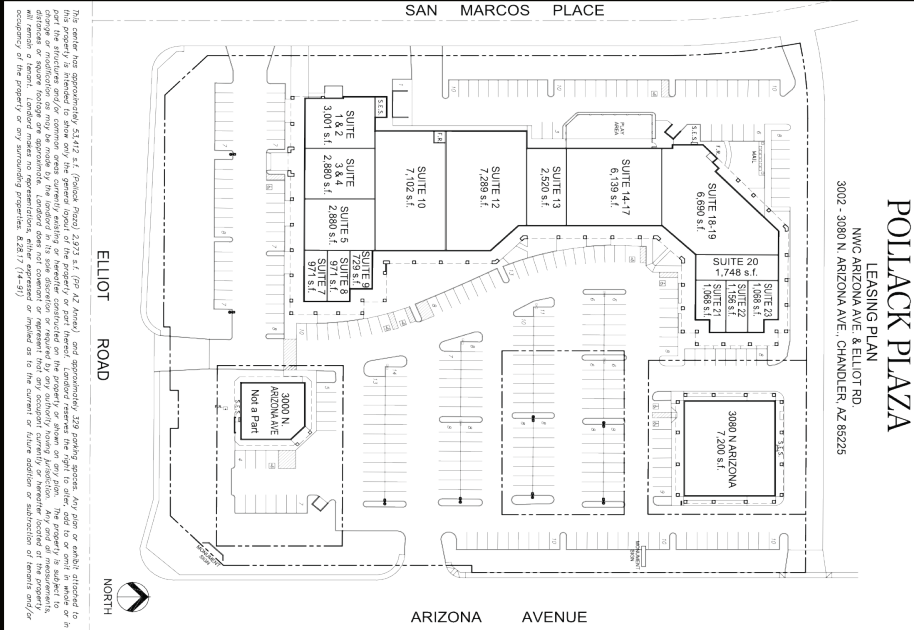 SAN MARCOS PLACE
POLLACK PLAZA
LEASING PLAN
NWC ARIZONA AVE. & ELLIOT RD.
3002 - 3080 N. ARIZONA AVE., CHANDLER, AZ 85225
SUITE
1 & 2
3,001 s.f.
SUITE
3 & 4
2,880 s.f.
SUITE 5
2,880 s.f.
SUITE 7
971 s.f.
SUITE 8
971 s.f.
SUITE 9
729 s.f.
S.E.S.
F.R.
SUITE 10
7,102 s.f.
SUITE 12
7,289 s.f.
SUITE 13
2,520 s.f.
PLAY
AREA
SUITE 14-17
6,139 s.f.
S.E.S.
F.R.
MAIL
SUITE 18-19
6,690 s.f.
SUITE 20
1,748 s.f.
SUITE 21
1,068 s.f.
SUITE 22
1,156 s.f.
SUITE 23
1,068 s.f.
3080 N ARIZONA
7,200 s.f.
S.E.S.
3000 N.
ARIZONA AVE
Not a Part
S.E.S.
MONUMENT
SIGN
MONUMENT
SIGN
ELLIOT ROAD
NORTH
ARIZONA AVENUE
This center has approximately 53,412 s.f. (Pollack Plaza) 2,973 s.f. (PP AZ Annex) and approximately 329 parking spaces. Any plan or exhibit attached to
this property is intended to show only the general layout of the property or part thereof. Landlord reserves the right to alter, add to or omit in whole or in
part the structures and/or common areas currently existing or hereafter constructed on the property or shown on any plan. The property is subject to
change or modification as may be made by the landlord in its sole discretion or required by any authority having jurisdiction. Any and all measurements,
distances or square footage are approximate. Landlord does not covenant or represent that any occupant currently or hereafter located at the property
will remain a tenant. Landlord makes no representations, either expressed or implied as to the current or future addition or subtraction of tenants and/or
occupancy of the property or any surrounding properties. 8.28.17 (14-91)